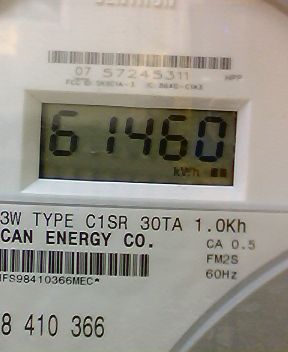 07 57245311 HPP
61460
kWh
3W TYPE C1SR 30TA 1.0Kh
CAN ENERGY CO. CA 0.5
FM2S
60Hz
8 410 366